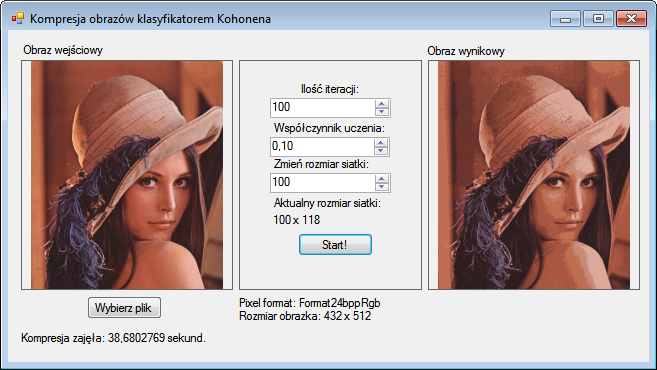 Kompresja obrazów klasyfikatorem Kohonena
Obraz wejściowy
Obraz wynikowy
Ilość iteracji:
100
Współczynnik uczenia:
0,10
Zmień rozmiar siatki:
100
Aktualny rozmiar siatki:
100 x 118
Start!
Wybierz plik
Pixel format: Format24bppRgb
Rozmiar obrazka: 432 x 512
Kompresja zajęła: 38,6802769 sekund.